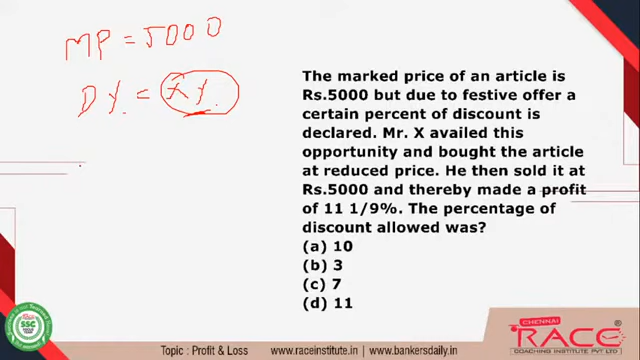 MP = 5000
D%. = x%.
The marked price of an article is
Rs.5000 but due to festive offer a
certain percent of discount is
declared. Mr. X availed this
opportunity and bought the article
at reduced price. He then sold it at
Rs.5000 and thereby made a profit
of 11 1/9%. The percentage of
discount allowed was?
(a) 10
(b) 3
(c) 7
(d) 11
SSC
CHENNAI
RACE
COACHING INSTITUTE PVT LTD
Topic : Profit & Loss
www.raceinstitute.in | www.bankersdaily.in